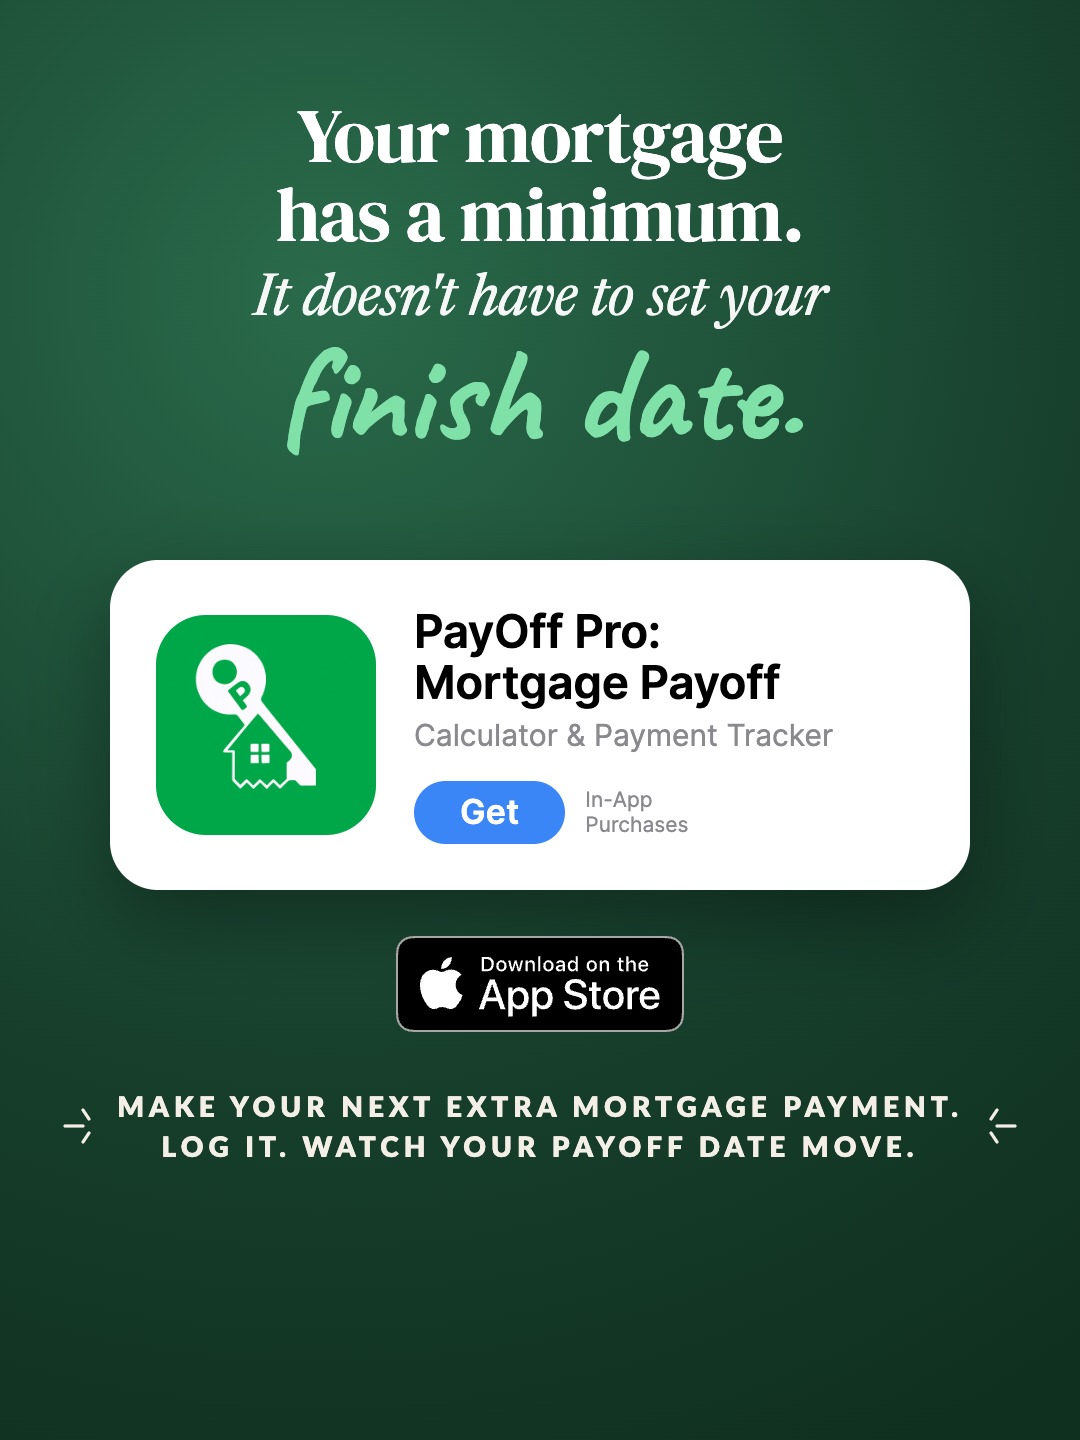 Your mortgage
has a minimum.
It doesn't have to set your
finish date.
P
PayOff Pro:
Mortgage Payoff
Calculator & Payment Tracker
Get
In-App
Purchases
Download on the
App Store
MAKE YOUR NEXT EXTRA MORTGAGE PAYMENT.
LOG IT. WATCH YOUR PAYOFF DATE MOVE.